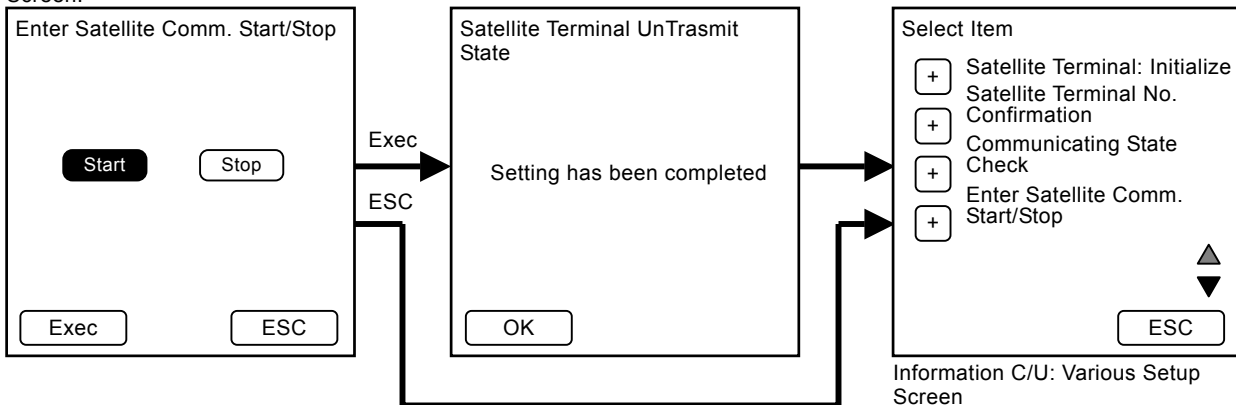 Screen.
Enter Satellite Comm. Start/Stop
Start
Stop
Exec
ESC
Exec
ESC
Satellite Terminal UnTrasmit
State
Setting has been completed
OK
Select Item
+ Satellite Terminal: Initialize
+ Satellite Terminal No.
Confirmation
+ Communicating State
Check
+ Enter Satellite Comm.
Start/Stop
ESC
Information C/U: Various Setup
Screen